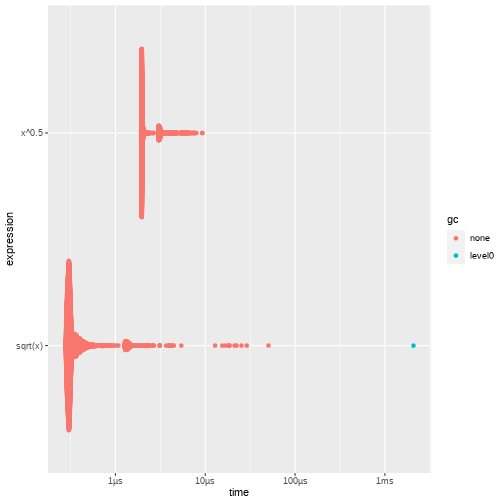 x^0.5
sqrt(x)
expression
1µs
10µs
100µs
1ms
time
gc
none
level0